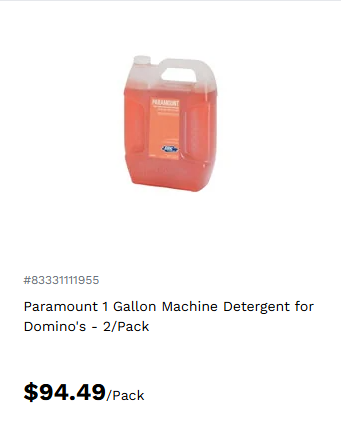 PARAMOUNT
#83331111955
Paramount 1 Gallon Machine Detergent for
Domino's - 2/Pack
$94.49/Pack